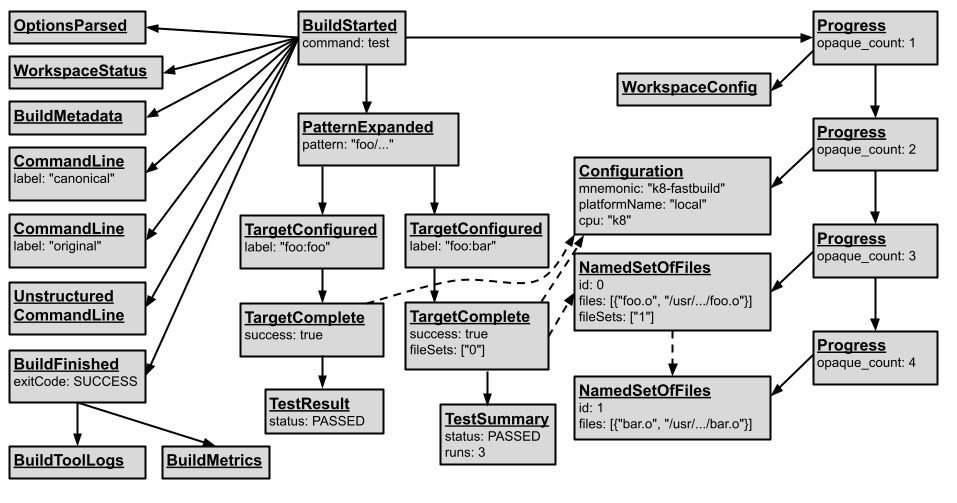 OptionsParsed
WorkspaceStatus
BuildMetadata
CommandLine
label: "canonical"
CommandLine
label: "original"
Unstructured
CommandLine
BuildFinished
exitCode: SUCCESS
BuildToolLogs
BuildMetrics
BuildStarted
command: test
PatternExpanded
pattern: "foo/..."
TargetConfigured
label: "foo:foo"
TargetConfigured
label: "foo:bar"
TargetComplete
success: true
TargetComplete
success: true
fileSets: ["0"]
TestResult
status: PASSED
TestSummary
status: PASSED
runs: 3
WorkspaceConfig
Configuration
mnemonic: "k8-fastbuild"
platformName: "local"
cpu: "k8"
NamedSetOfFiles
id: 0
files: [{"foo.o", "/usr/.../foo.o"}]
fileSets: ["1"]
NamedSetOfFiles
id: 1
files: [{"bar.o", "/usr/.../bar.o"}]
Progress
opaque_count: 1
Progress
opaque_count: 2
Progress
opaque_count: 3
Progress
opaque_count: 4